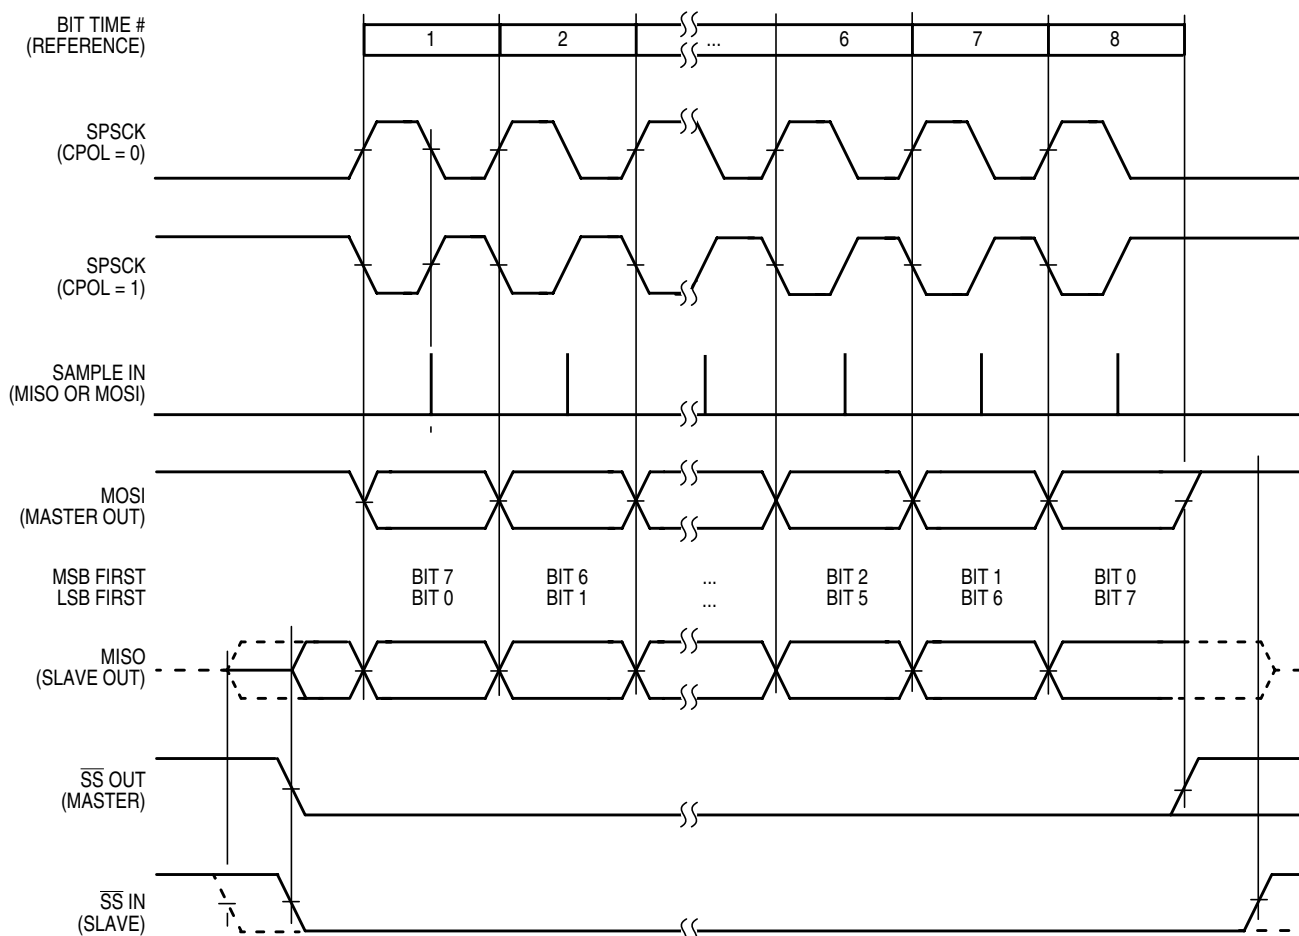 BIT TIME #
(REFERENCE)
1 2 ... 6 7 8
SPSCK
(CPOL = 0)
SPSCK
(CPOL = 1)
SAMPLE IN
(MISO OR MOSI)
MOSI
(MASTER OUT)
MSB FIRST BIT 7 BIT 6 ... BIT 2 BIT 1 BIT 0
LSB FIRST BIT 0 BIT 1 ... BIT 5 BIT 6 BIT 7
MISO
(SLAVE OUT)
SS OUT
(MASTER)
SS IN
(SLAVE)